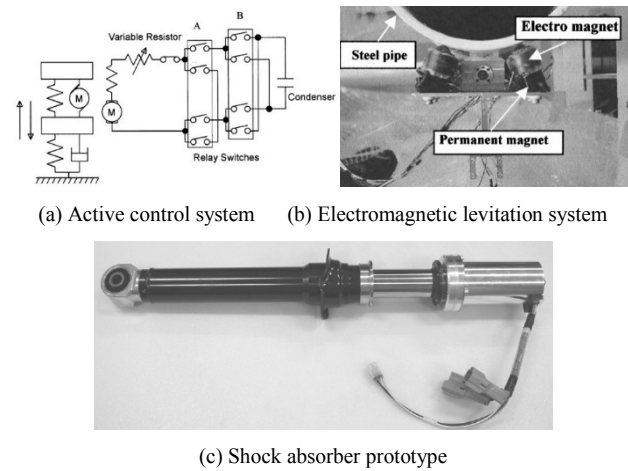 A
B
Variable Resistor
M
M
Condenser
Relay Switches
Electro magnet
Steel pipe
Permanent magnet
(a) Active control system
(b) Electromagnetic levitation system
(c) Shock absorber prototype